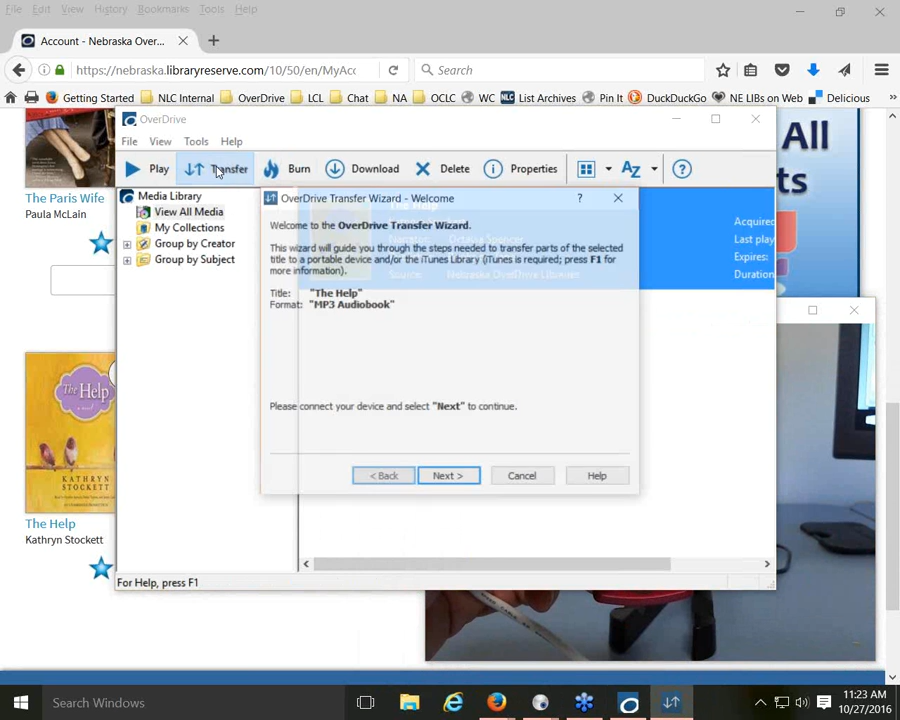 File Edit View History Bookmarks Tools Help
Account - Nebraska Over...
https://nebraska.libraryreserve.com/10/50/en/MyAcc
Search
Getting Started NLC Internal OverDrive LCL Chat NA OCLC WC NLC List Archives Pin It DuckDuckGo NE LIBs on Web Delicious
OverDrive
All
File View Tools Help
Play Transfer Burn Download Delete Properties AZ
The Paris Wife
Paula McLain
Media Library
View All Media
My Collections
Group by Creator
Group by Subject
OverDrive Transfer Wizard - Welcome
Welcome to the OverDrive Transfer Wizard.
This wizard will guide you through the steps needed to transfer parts of the selected
title to a portable device and/or the iTunes Library (iTunes is required; press F1 for
more information).
Title: "The Help"
Format: "MP3 Audiobook"
Please connect your device and select "Next" to continue.
< Back Next > Cancel Help
Acquired
Last play
Expires:
Duration
The Help
KATHRYN
STOCKETT
The Help
Kathryn Stockett
For Help, press F1
Search Windows
11:23 AM
10/27/2016